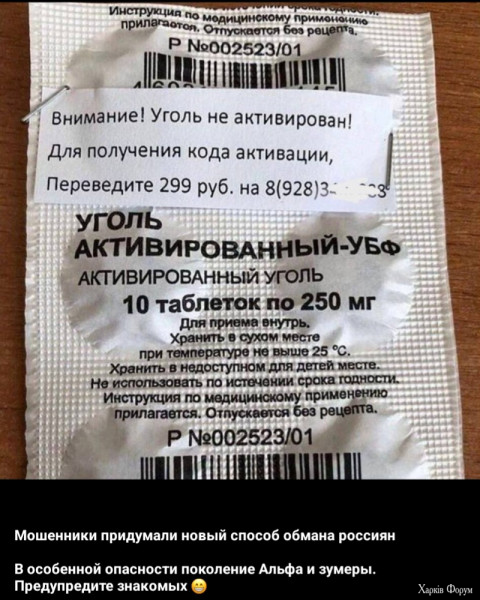 Инструкция по медицинскому применению
прилагается. Отпускается без рецепта.
Р №002523/01
Внимание! Уголь не активирован!
Для получения кода активации,
Переведите 299 руб. на 8(928)3
УГОЛЬ
АКТИВИРОВАННЫЙ-УБФ
АКТИВИРОВАННЫЙ УГОЛЬ
10 таблеток по 250 мг
Для приема внутрь.
Хранить в сухом месте
при температуре не выше 25 °С.
Хранить в недоступном для детей месте.
Не использовать по истечении срока годности.
Инструкция по медицинскому применению
прилагается. Отпускается без рецепта.
Р №002523/01
Мошенники придумали новый способ обмана россиян
В особенной опасности поколение Альфа и зумеры.
Предупредите знакомых 😁
Харків Форум